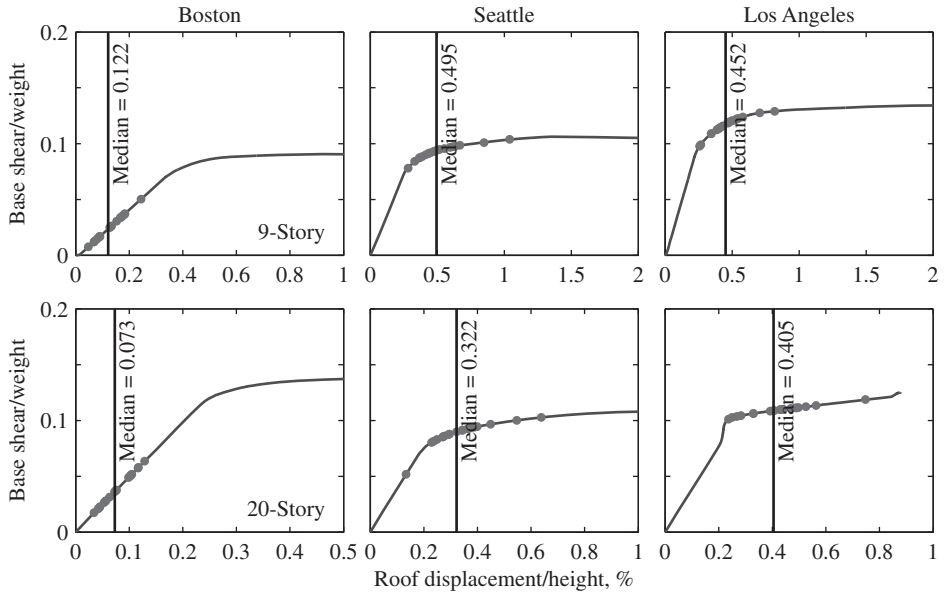 Boston
Seattle
Los Angeles
Base shear/weight
0.2
0.1
0
Median = 0.122
9-Story
0 0.2 0.4 0.6 0.8 1
Median = 0.495
0 0.5 1 1.5 2
Median = 0.452
0 0.5 1 1.5 2
Base shear/weight
0.2
0.1
0
Median = 0.073
20-Story
0 0.1 0.2 0.3 0.4 0.5
Median = 0.322
0 0.2 0.4 0.6 0.8 1
Median = 0.405
0 0.2 0.4 0.6 0.8 1
Roof displacement/height, %